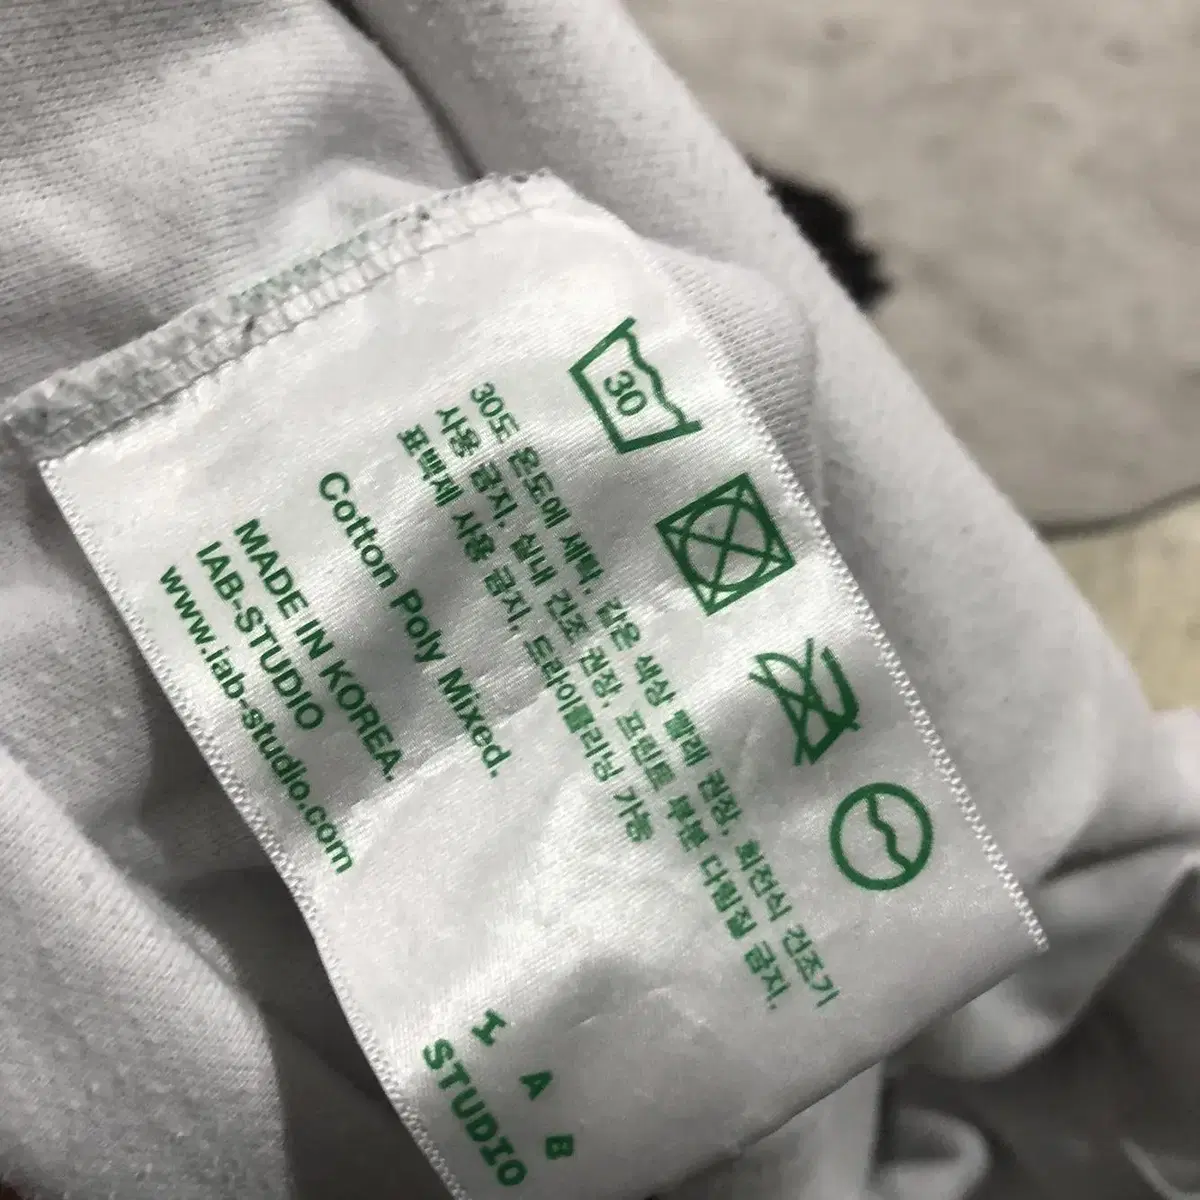 30
30도 온도에 세탁, 같은 색상 빨래 권장, 회전식 건조기
사용 금지. 실내 건조 권장. 프린트 부분 다림질 금지.
표백제 사용 금지, 드라이클리닝 가능
Cotton Poly Mixed.
MADE IN KOREA.
IAB-STUDIO
www.iab-studio.com
I A B
STUDIO